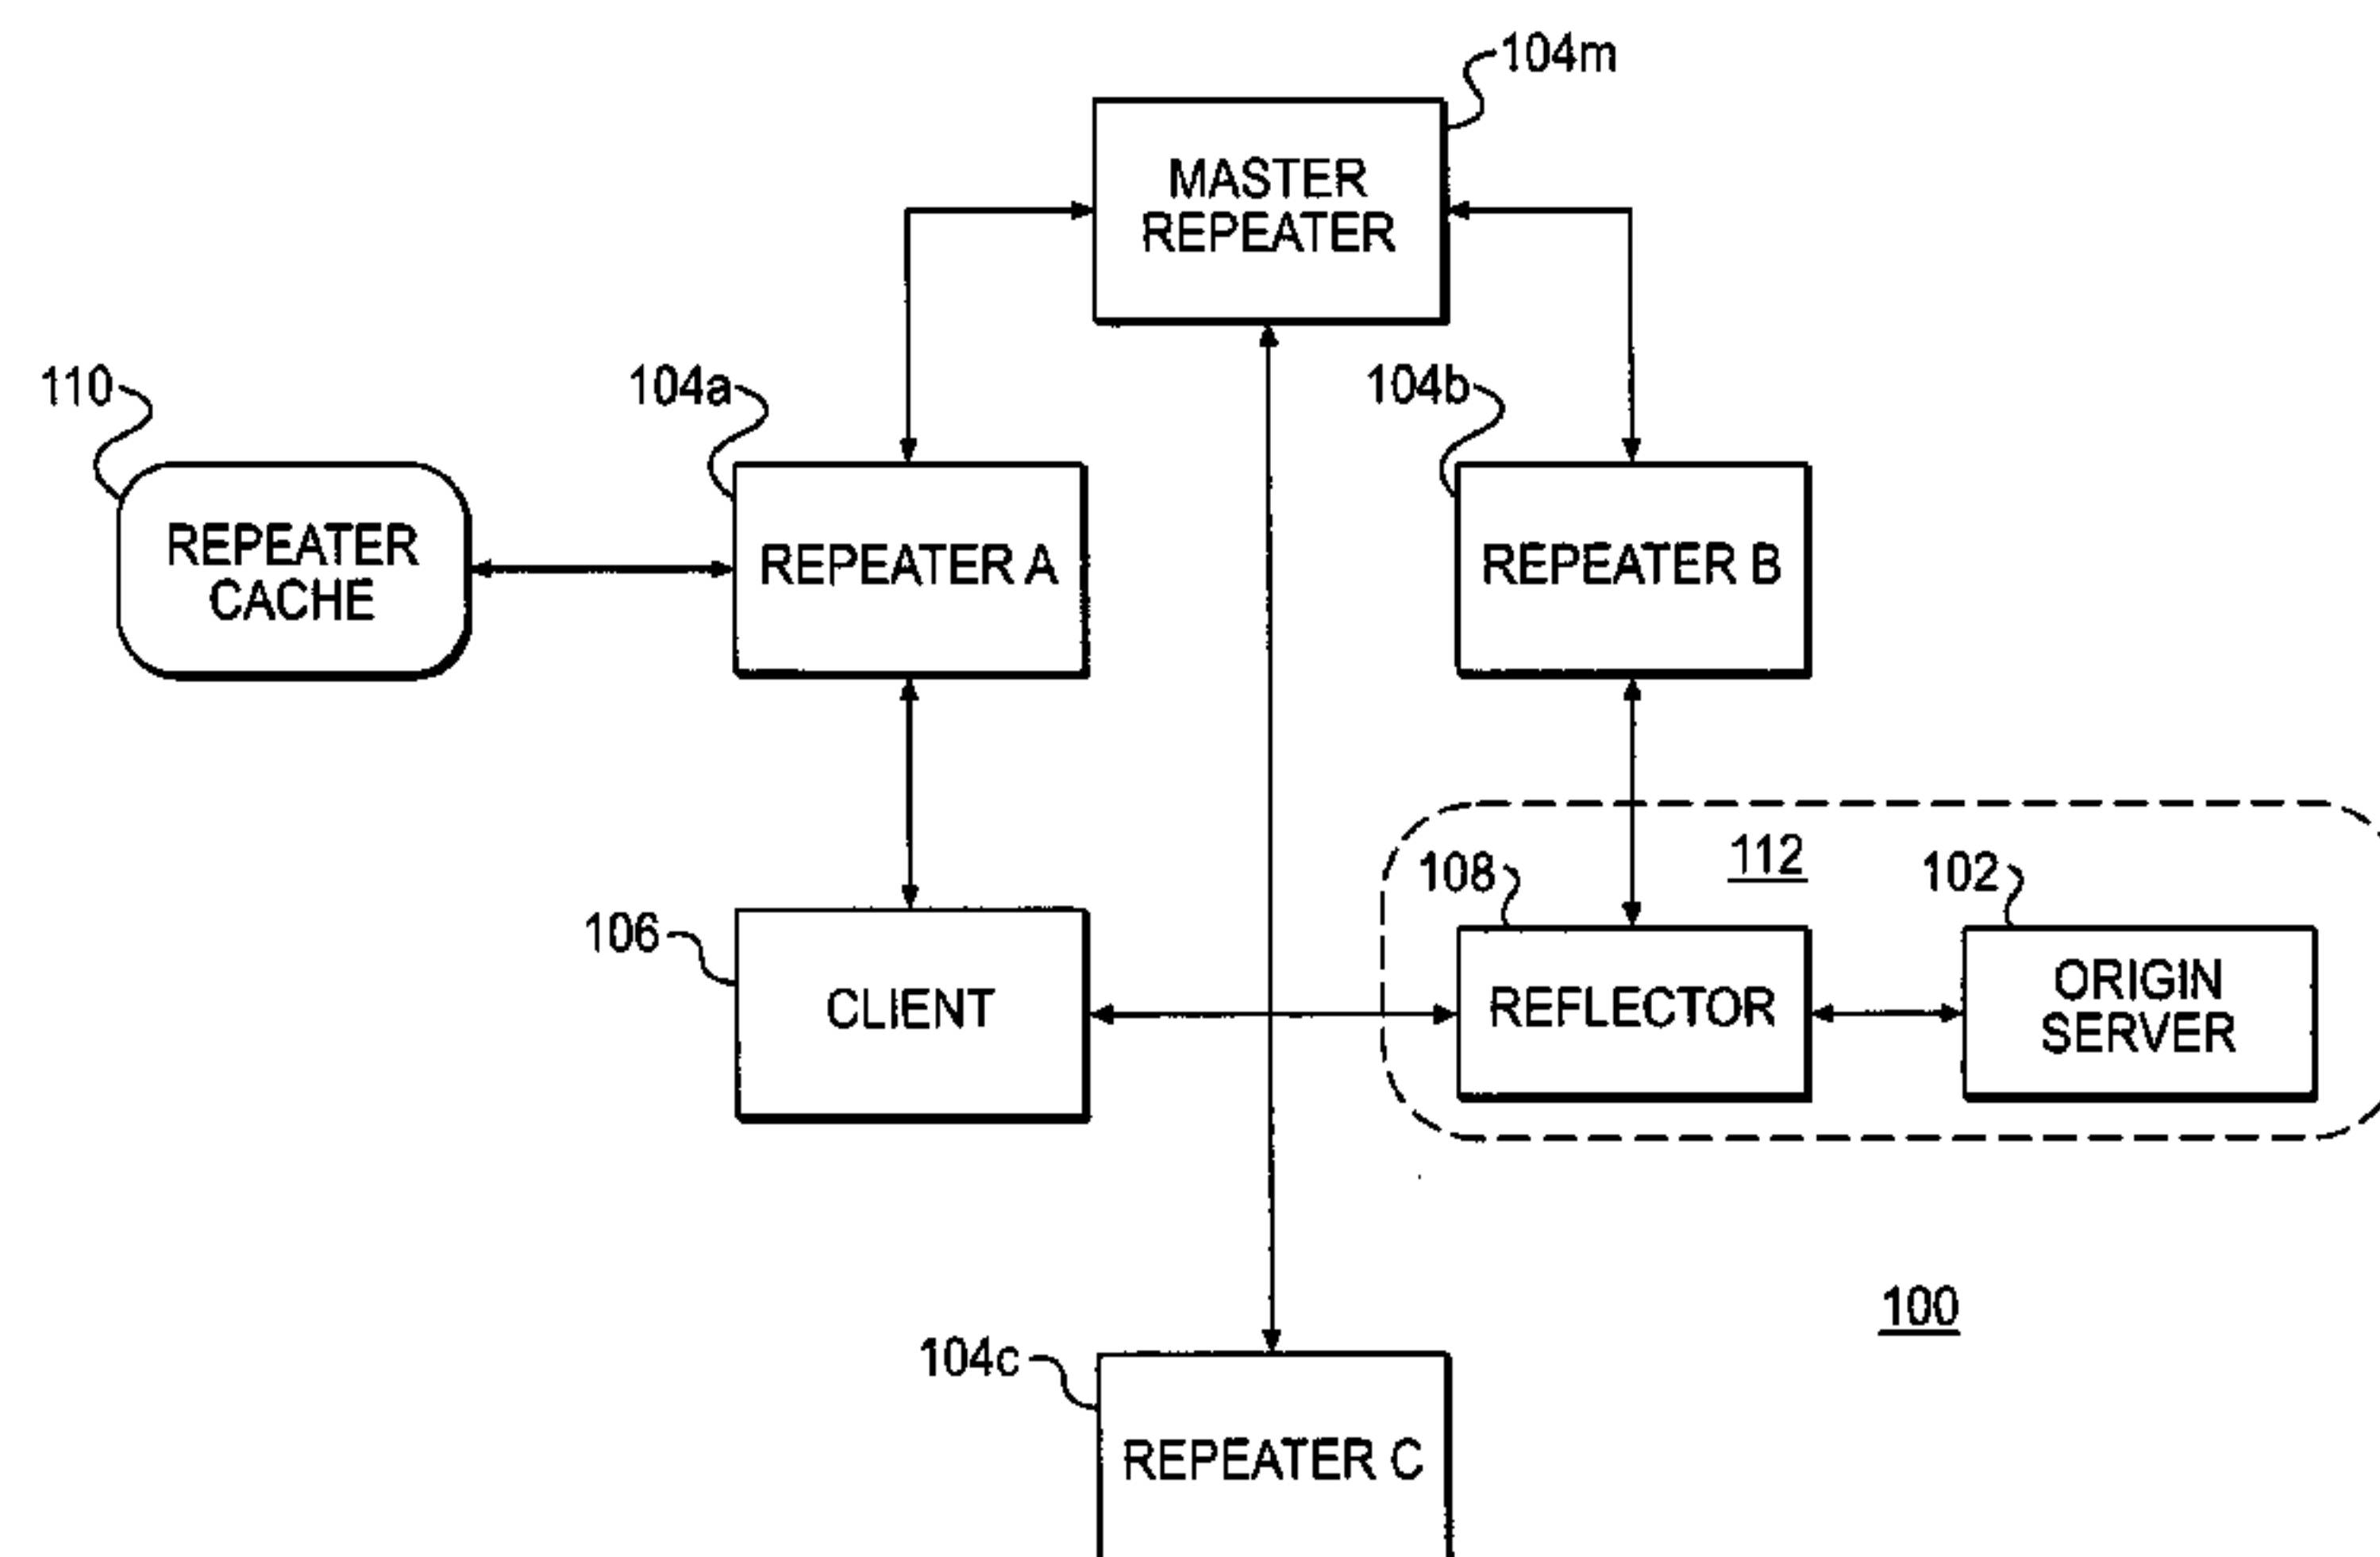 104m
MASTER
REPEATER
110
104a
104b
REPEATER
CACHE
REPEATER A
REPEATER B
112
108
102
106
CLIENT
REFLECTOR
ORIGIN
SERVER
100
104c
REPEATER C